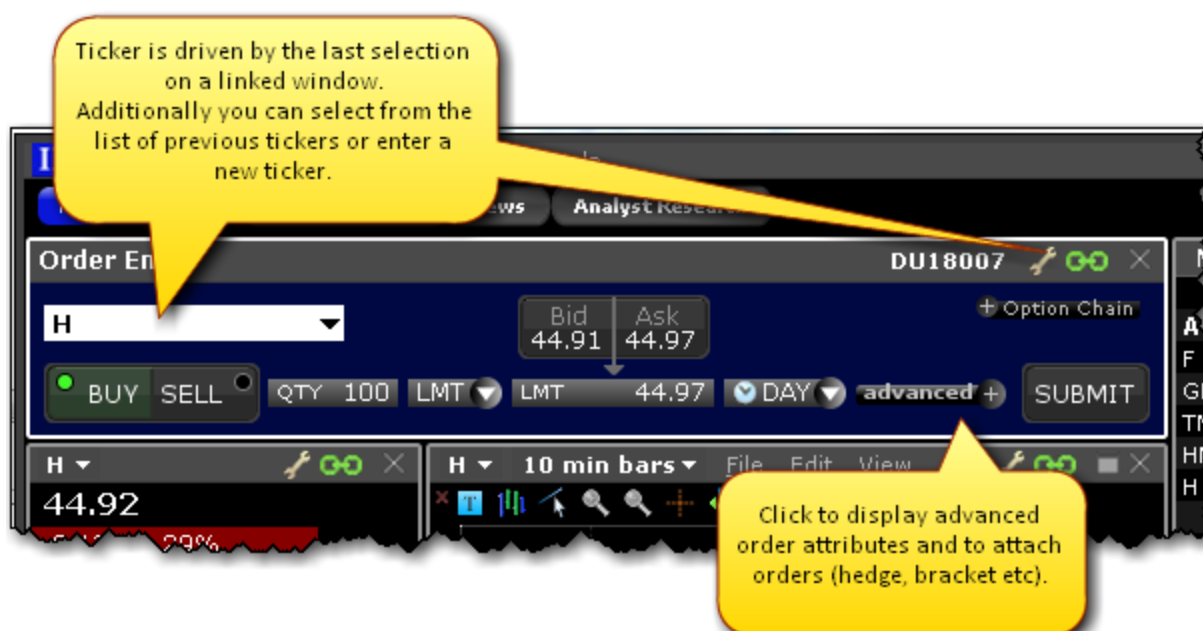 Ticker is driven by the last selection
on a linked window.
Additionally you can select from the
list of previous tickers or enter a
new ticker.
Analyst
Order En
DU18007
H
Bid
44.91
Ask
44.97
+ Option Chain
BUY SELL QTY 100 LMT LMT 44.97 DAY advanced + SUBMIT
H
44.92
H 10 min bars File Edit View
Click to display advanced
order attributes and to attach
orders (hedge, bracket etc).
F
H